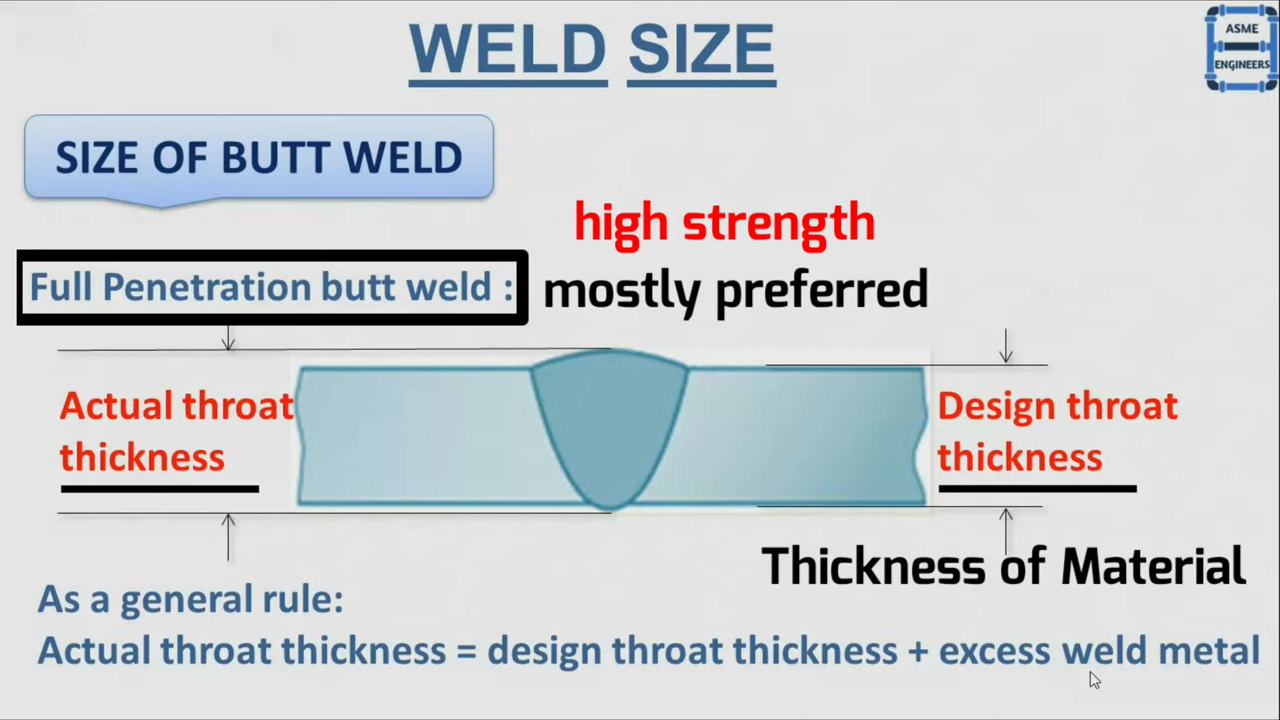 WELD SIZE
ASME
ENGINEERS
SIZE OF BUTT WELD
high strength
Full Penetration butt weld :
mostly preferred
Actual throat
thickness
Design throat
thickness
Thickness of Material
As a general rule:
Actual throat thickness = design throat thickness + excess weld metal